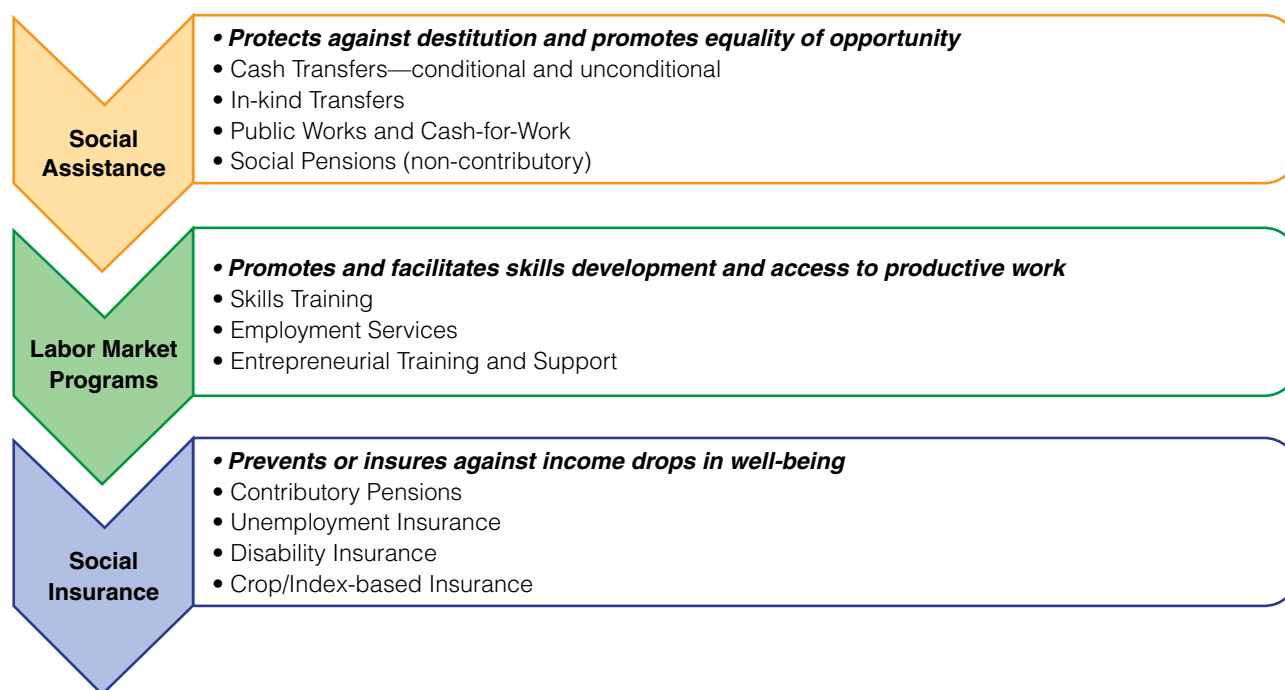 Social
Assistance
• Protects against destitution and promotes equality of opportunity
• Cash Transfers—conditional and unconditional
• In-kind Transfers
• Public Works and Cash-for-Work
• Social Pensions (non-contributory)
Labor Market
Programs
• Promotes and facilitates skills development and access to productive work
• Skills Training
• Employment Services
• Entrepreneurial Training and Support
Social
Insurance
• Prevents or insures against income drops in well-being
• Contributory Pensions
• Unemployment Insurance
• Disability Insurance
• Crop/Index-based Insurance